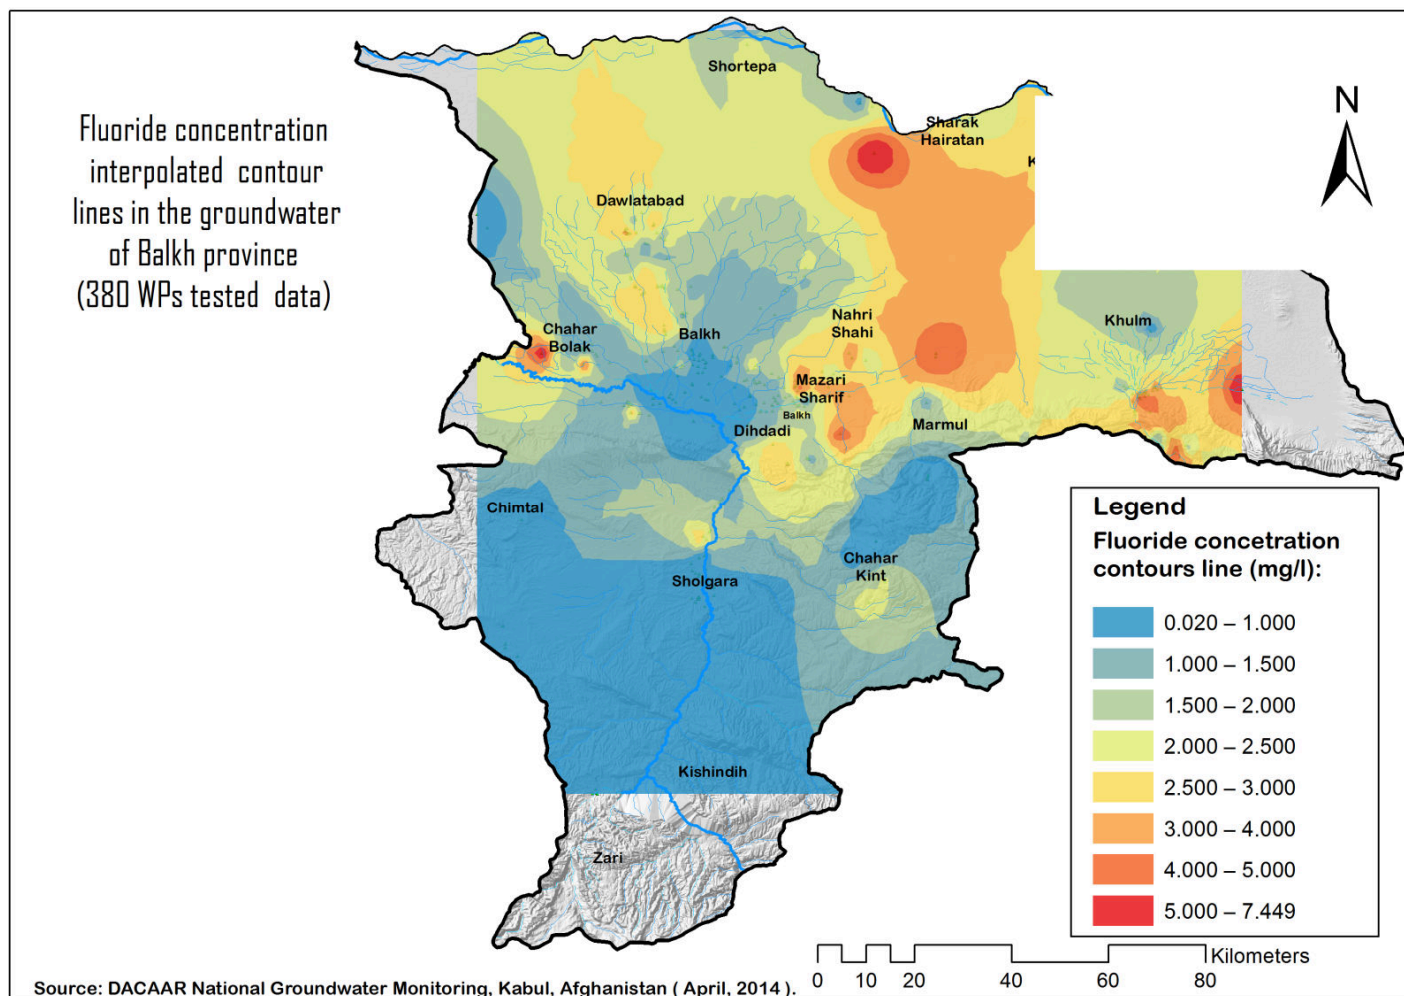 Fluoride concentration
interpolated contour
lines in the groundwater
of Balkh province
(380 WPs tested data)
N
Shortepa
Sharak
Hairatan
K
Dawlatabad
Chahar
Bolak
Balkh
Nahri
Shahi
Khulm
Mazari
Sharif
Balkh
Dihdadi
Marmul
Chimtal
Chahar
Kint
Sholgara
Kishindih
Zari
Legend
Fluoride concetration
contours line (mg/l):
0.020 – 1.000
1.000 – 1.500
1.500 – 2.000
2.000 – 2.500
2.500 – 3.000
3.000 – 4.000
4.000 – 5.000
5.000 – 7.449
Kilometers
0 10 20 40 60 80
Source: DACAAR National Groundwater Monitoring, Kabul, Afghanistan ( April, 2014 ).